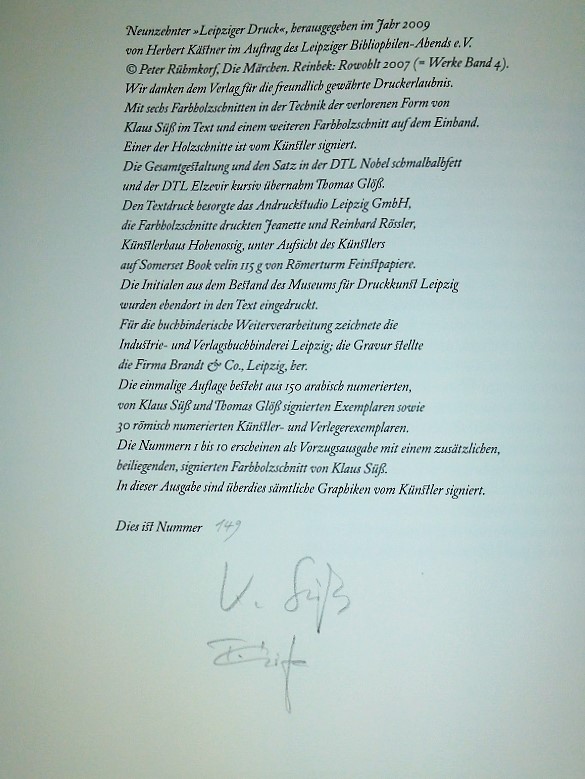 Neunzehnter »Leipziger Druck«, herausgegeben im Jahr 2009
von Herbert Kästner im Auftrag des Leipziger Bibliophilen-Abends e.V.
© Peter Rühmkorf, Die Märchen. Reinbek: Rowohlt 2007 (= Werke Band 4).
Wir danken dem Verlag für die freundlich gewährte Druckerlaubnis.
Mit sechs Farbholzschnitten in der Technik der verlorenen Form von
Klaus Süß im Text und einem weiteren Farbholzschnitt auf dem Einband.
Einer der Holzschnitte ist vom Künstler signiert.
Die Gesamtgestaltung und den Satz in der DTL Nobel schmalhalbfett
und der DTL Elzevir kursiv übernahm Thomas Glöß.
Den Textdruck besorgte das Andruckstudio Leipzig GmbH,
die Farbholzschnitte druckten Jeanette und Reinhard Rössler,
Künstlerhaus Hohenossig, unter Aufsicht des Künstlers
auf Somerset Book velin 115 g von Römerturm Feinstpapiere.
Die Initialen aus dem Bestand des Museums für Druckkunst Leipzig
wurden ebendort in den Text eingedruckt.
Für die buchbinderische Weiterverarbeitung zeichnete die
Industrie- und Verlagsbuchbinderei Leipzig; die Gravur stellte
die Firma Brandt & Co., Leipzig, her.
Die einmalige Auflage besteht aus 150 arabisch numerierten,
von Klaus Süß und Thomas Glöß signierten Exemplaren sowie
30 römisch numerierten Künstler- und Verlegerexemplaren.
Die Nummern 1 bis 10 erscheinen als Vorzugsausgabe mit einem zusätzlichen,
beiliegenden, signierten Farbholzschnitt von Klaus Süß.
In dieser Ausgabe sind überdies sämtliche Graphiken vom Künstler signiert.
Dies ist Nummer 149
K. Süß